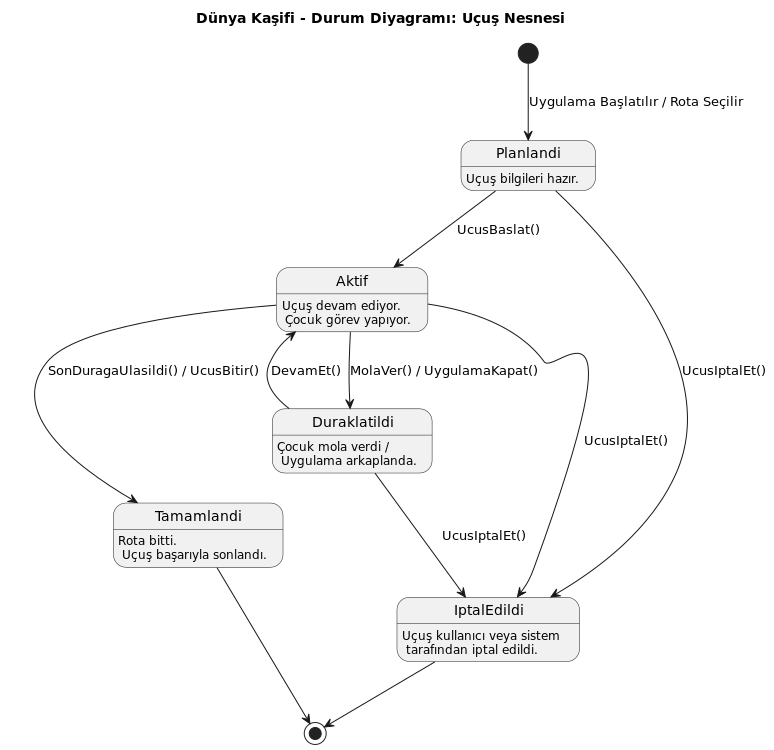 Dünya Kaşifi - Durum Diyagramı: Uçuş Nesnesi
Uygulama Başlatılır / Rota Seçilir
Planlandi
Uçuş bilgileri hazır.
UcusBaslat()
Aktif
Uçuş devam ediyor.
Çocuk görev yapıyor.
SonDuragaUlasildi() / UcusBitir()
DevamEt()
MolaVer() / UygulamaKapat()
UcusIptalEt()
Duraklatildi
Çocuk mola verdi /
Uygulama arkaplanda.
UcusIptalEt()
Tamamlandi
Rota bitti.
Uçuş başarıyla sonlandı.
UcusIptalEt()
IptalEdildi
Uçuş kullanıcı veya sistem
tarafından iptal edildi.